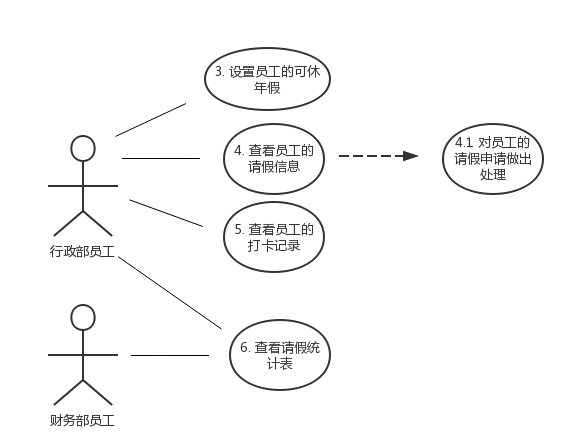 3. 设置员工的可休
年假
4. 查看员工的
请假信息
4.1 对员工的
请假申请做出
处理
5. 查看员工的
打卡记录
行政部员工
6. 查看请假统
计表
财务部员工